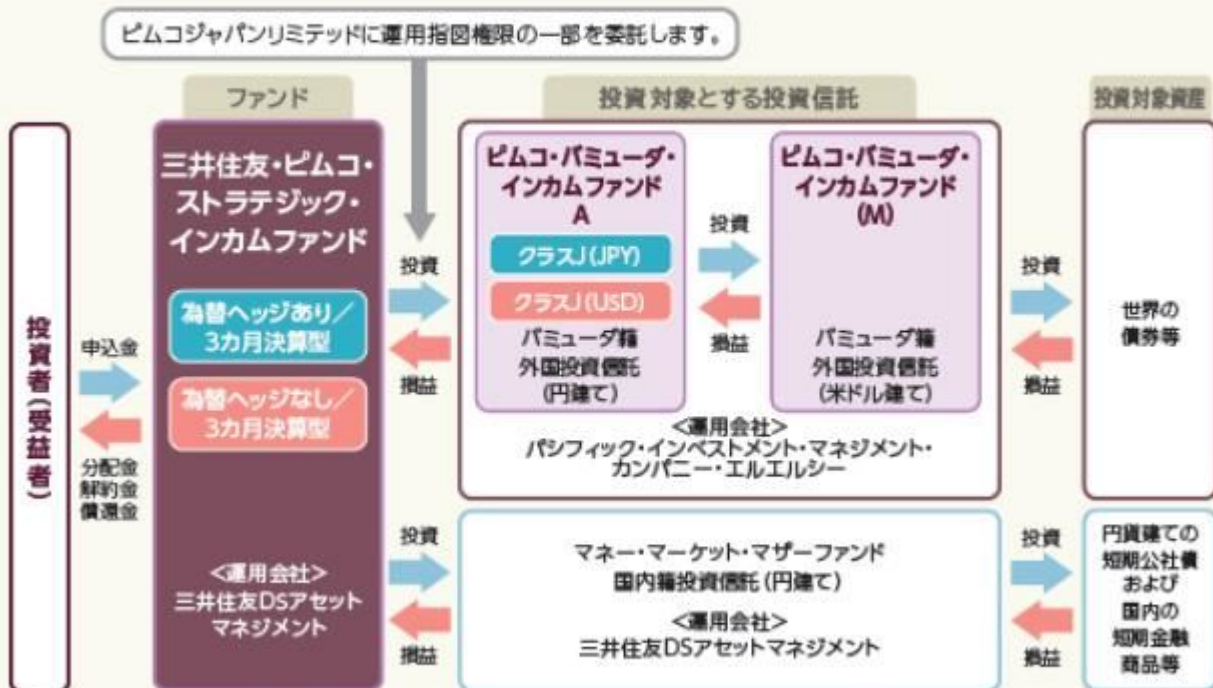 ピムコジャパンリミテッドに運用指図権限の一部を委託します。
ファンド
投資対象とする投資信託
投資対象資産
投資者(受益者)
申込金
分配金
解約金
償還金
三井住友・ピムコ・
ストラテジック・
インカムファンド
為替ヘッジあり/
3カ月決算型
為替ヘッジなし/
3カ月決算型
<運用会社>
三井住友DSアセット
マネジメント
投資
損益
ピムコ・バミューダ・
インカムファンド
A
クラスJ(JPY)
クラスJ(USD)
バミューダ籍
外国投資信託
(円建て)
投資
損益
ピムコ・バミューダ・
インカムファンド
(M)
バミューダ籍
外国投資信託
(米ドル建て)
<運用会社>
パシフィック・インベストメント・マネジメント・
カンパニー・エルエルシー
投資
損益
世界の
債券等
投資
損益
マネー・マーケット・マザーファンド
国内籍投資信託(円建て)
<運用会社>
三井住友DSアセットマネジメント
投資
損益
円貨建ての
短期公社債
および
国内の
短期金融
商品等